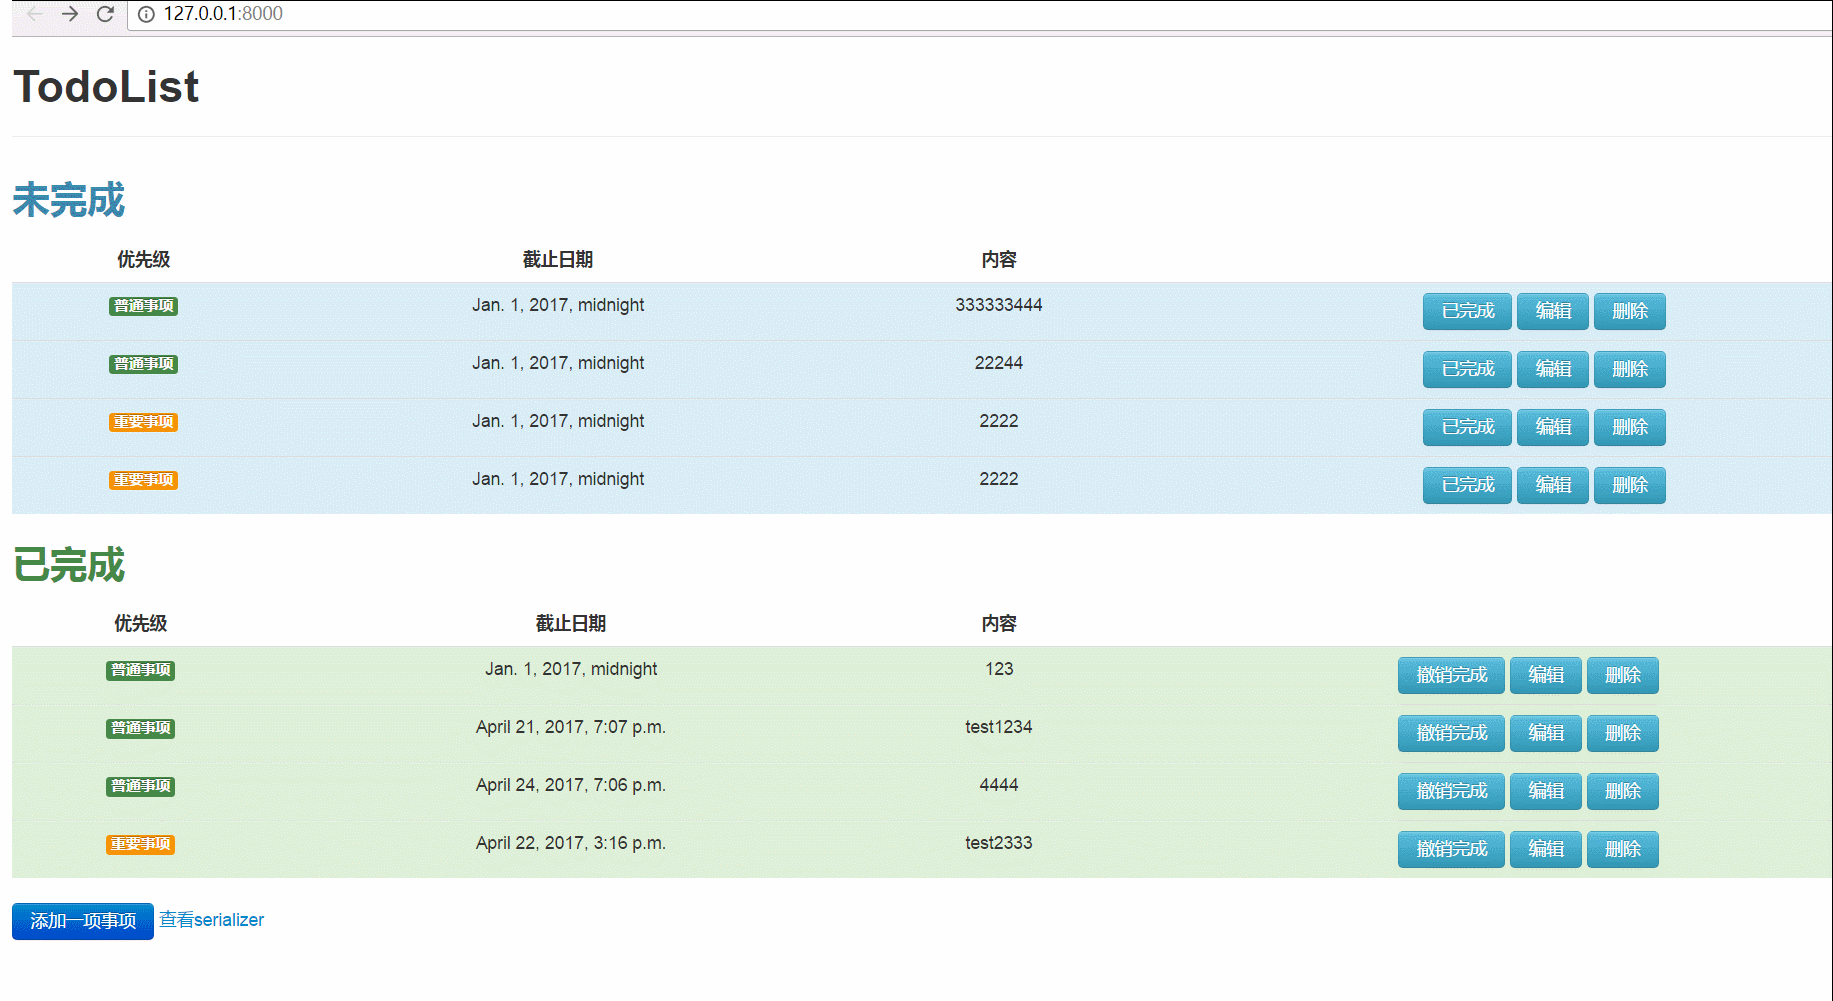 127.0.0.1:8000
TodoList
未完成
优先级 截止日期 内容
普通事项 Jan. 1, 2017, midnight 333333444 已完成 编辑 删除
普通事项 Jan. 1, 2017, midnight 22244 已完成 编辑 删除
重要事项 Jan. 1, 2017, midnight 2222 已完成 编辑 删除
重要事项 Jan. 1, 2017, midnight 2222 已完成 编辑 删除
已完成
优先级 截止日期 内容
普通事项 Jan. 1, 2017, midnight 123 撤销完成 编辑 删除
普通事项 April 21, 2017, 7:07 p.m. test1234 撤销完成 编辑 删除
普通事项 April 24, 2017, 7:06 p.m. 4444 撤销完成 编辑 删除
重要事项 April 22, 2017, 3:16 p.m. test2333 撤销完成 编辑 删除
添加一项事项 查看serializer